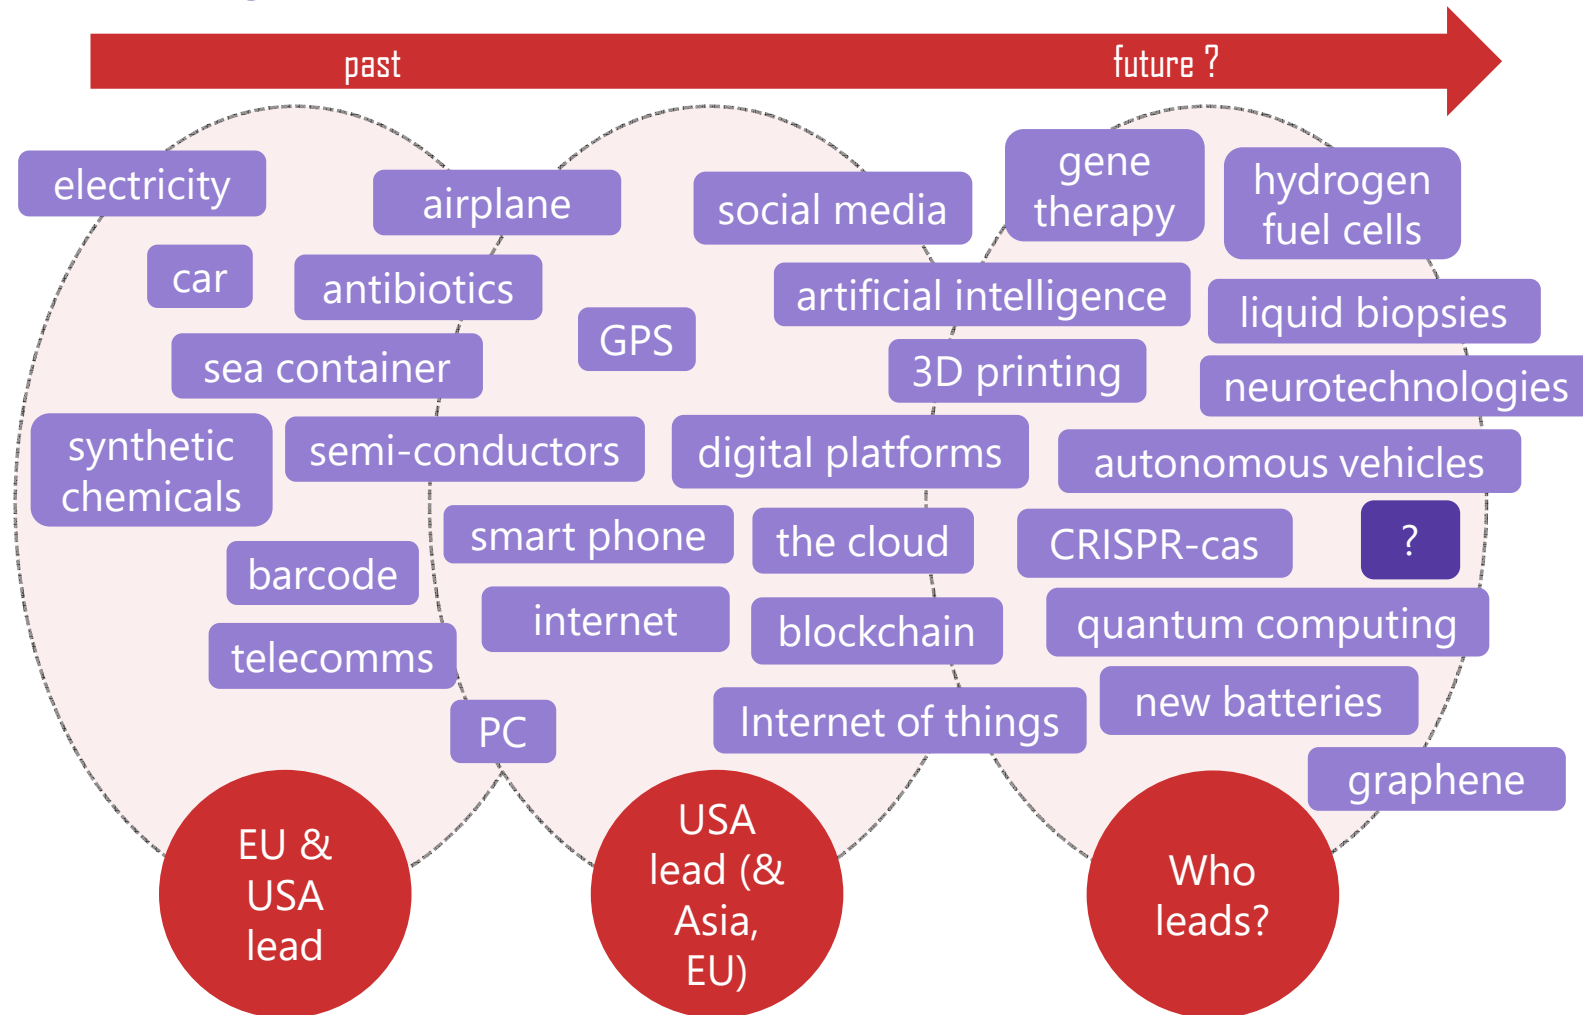 past
future ?
electricity
airplane
social media
gene
therapy
hydrogen
fuel cells
car
antibiotics
artificial intelligence
liquid biopsies
GPS
sea container
3D printing
neurotechnologies
synthetic
chemicals
semi-conductors
digital platforms
autonomous vehicles
smart phone
the cloud
CRISPR-cas
?
barcode
internet
blockchain
quantum computing
telecomms
PC
Internet of things
new batteries
graphene
EU &
USA
lead
USA
lead (&
Asia,
EU)
Who
leads?